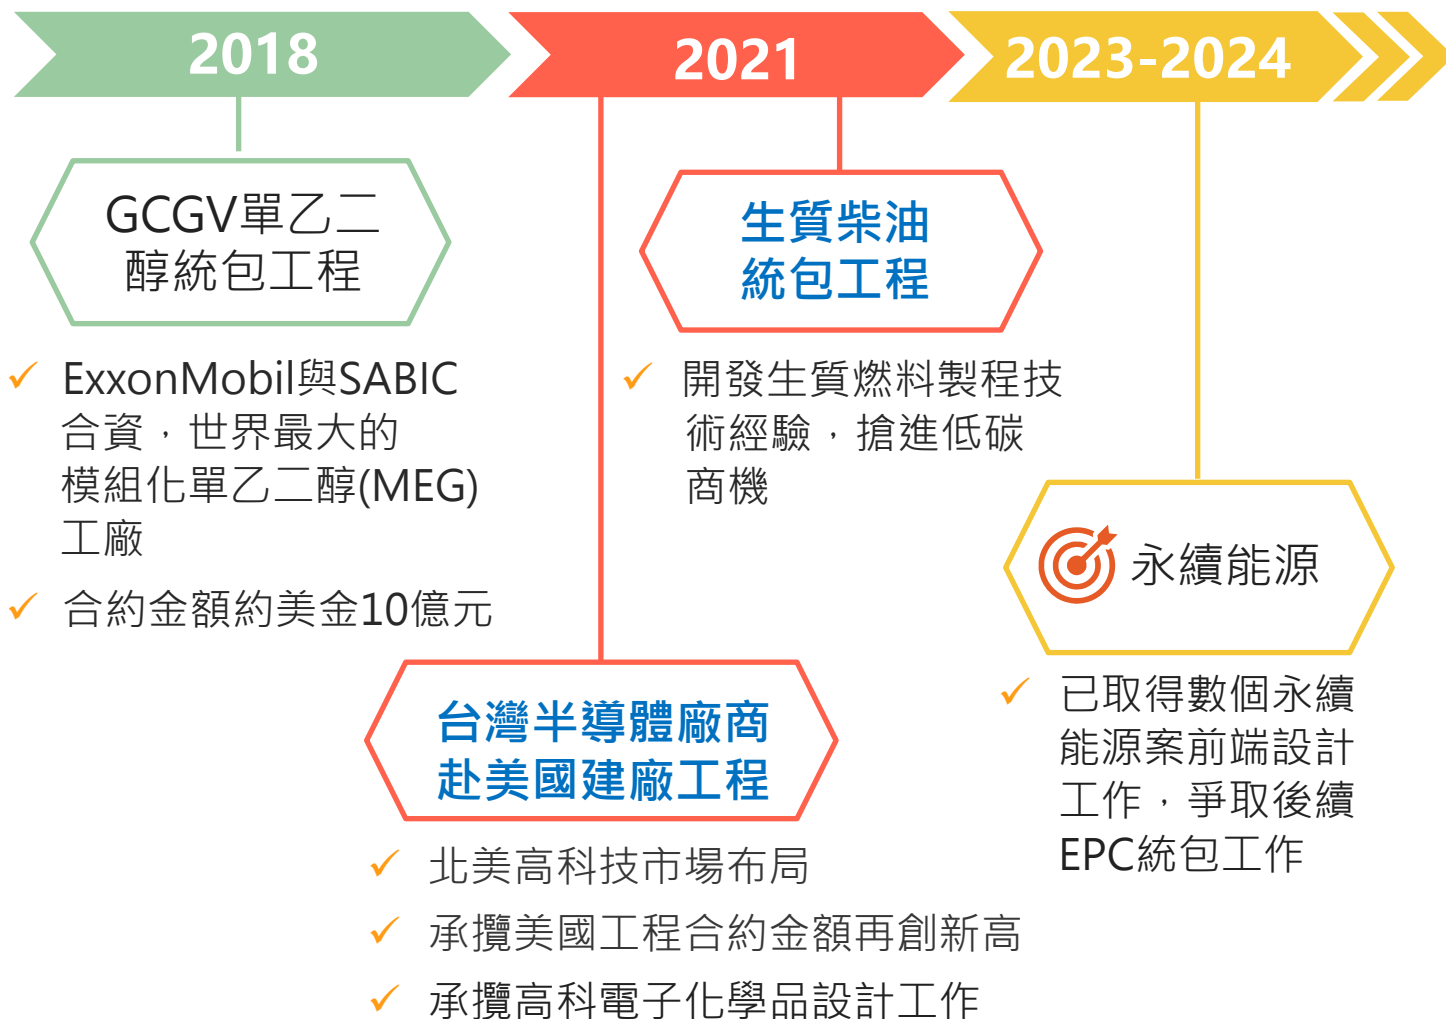 2018
2021
2023-2024
GCGV單乙二
醇統包工程
ExxonMobil與SABIC
合資，世界最大的
模組化單乙二醇(MEG)
工廠
合約金額約美金10億元
生質柴油
統包工程
開發生質燃料製程技
術經驗，搶進低碳
商機
台灣半導體廠商
赴美國建廠工程
北美高科技市場布局
承攬美國工程合約金額再創新高
承攬高科電子化學品設計工作
永續能源
已取得數個永續
能源案前端設計
工作，爭取後續
EPC統包工作